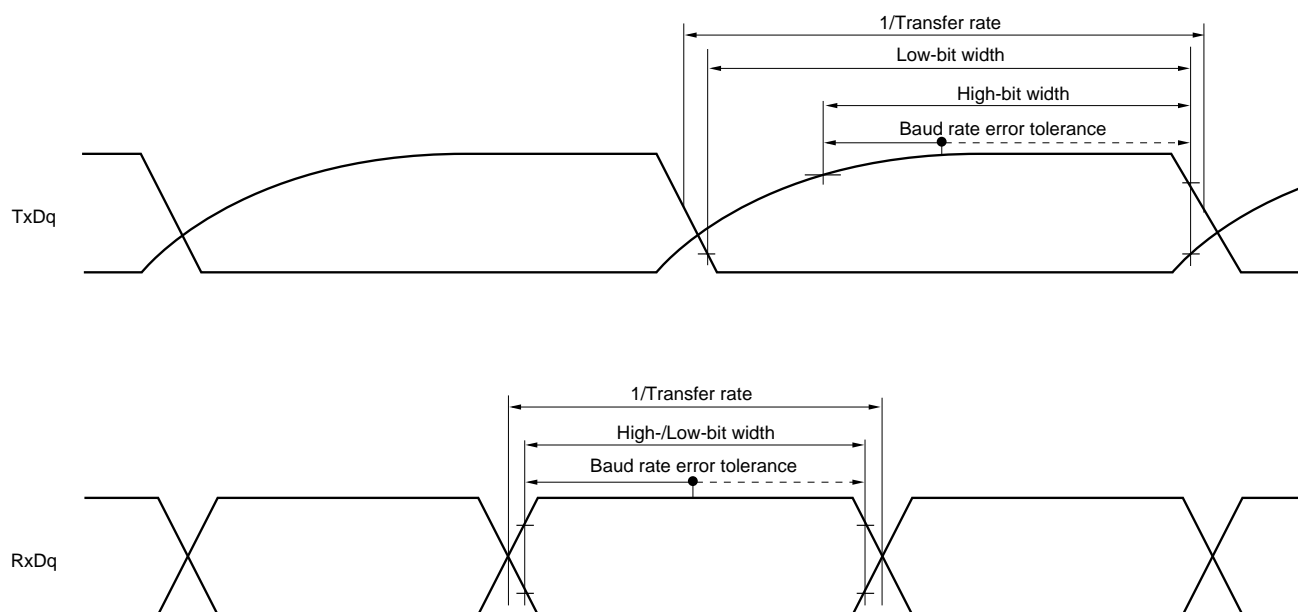 1/Transfer rate
Low-bit width
High-bit width
Baud rate error tolerance
TxDq
1/Transfer rate
High-/Low-bit width
Baud rate error tolerance
RxDq